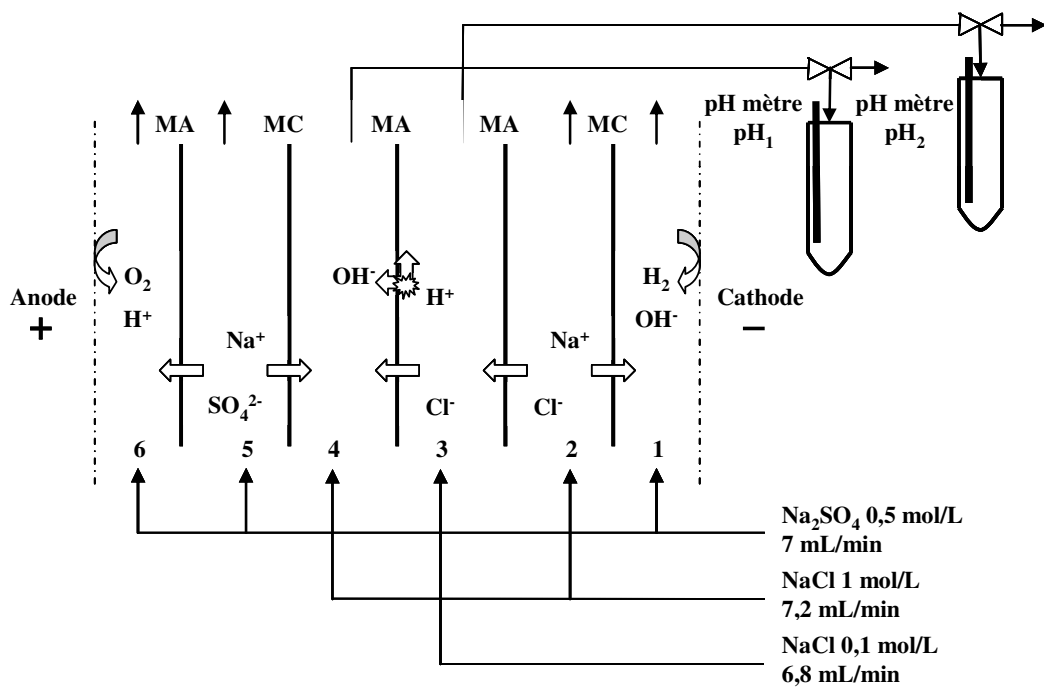 pH mètre
pH₁
pH mètre
pH₂
MA
MC
MA
MA
MC
Anode
+
O₂
H⁺
OH⁻
H⁺
H₂
OH⁻
Cathode
–
Na⁺
SO₄²⁻
Cl⁻
Cl⁻
Na⁺
6
5
4
3
2
1
Na₂SO₄ 0,5 mol/L
7 mL/min
NaCl 1 mol/L
7,2 mL/min
NaCl 0,1 mol/L
6,8 mL/min